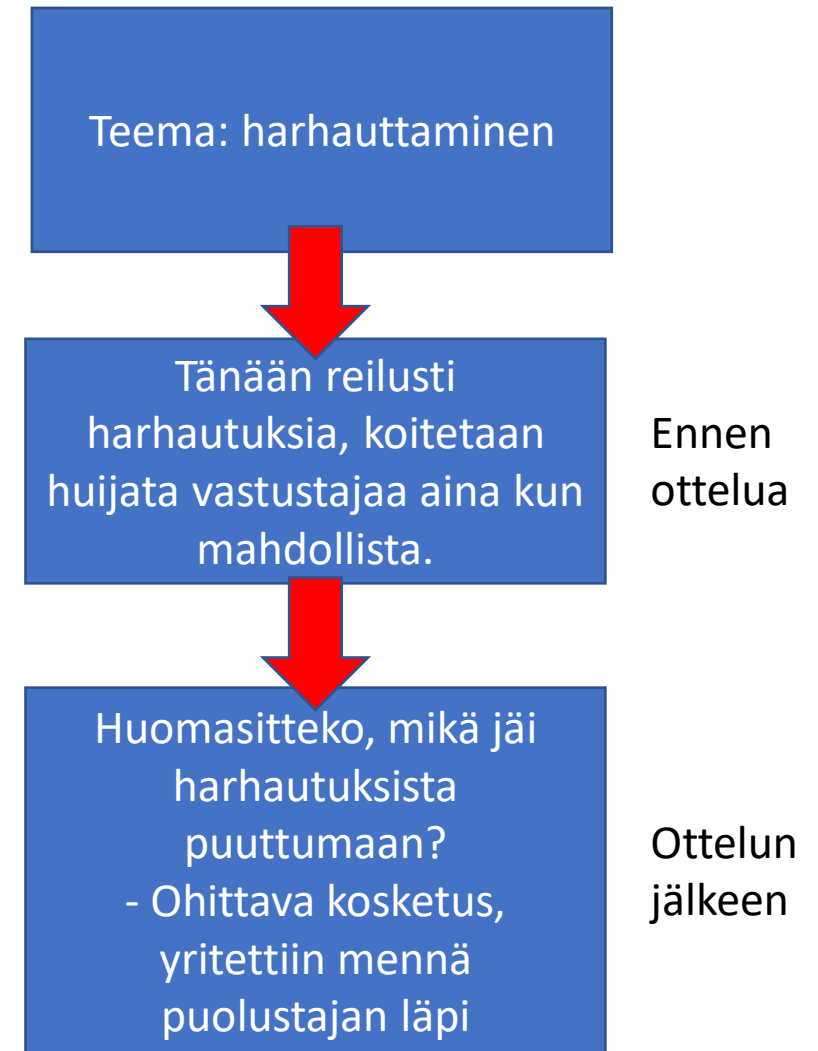 Teema: harhauttaminen
Tänään reilusti
harhautuksia, koitetaan
huijata vastustajaa aina kun
mahdollista.
Ennen
ottelua
Huomasitteko, mikä jäi
harhautuksista
puuttumaan?
- Ohittava kosketus,
yritettiin mennä
puolustajan läpi
Ottelun
jälkeen